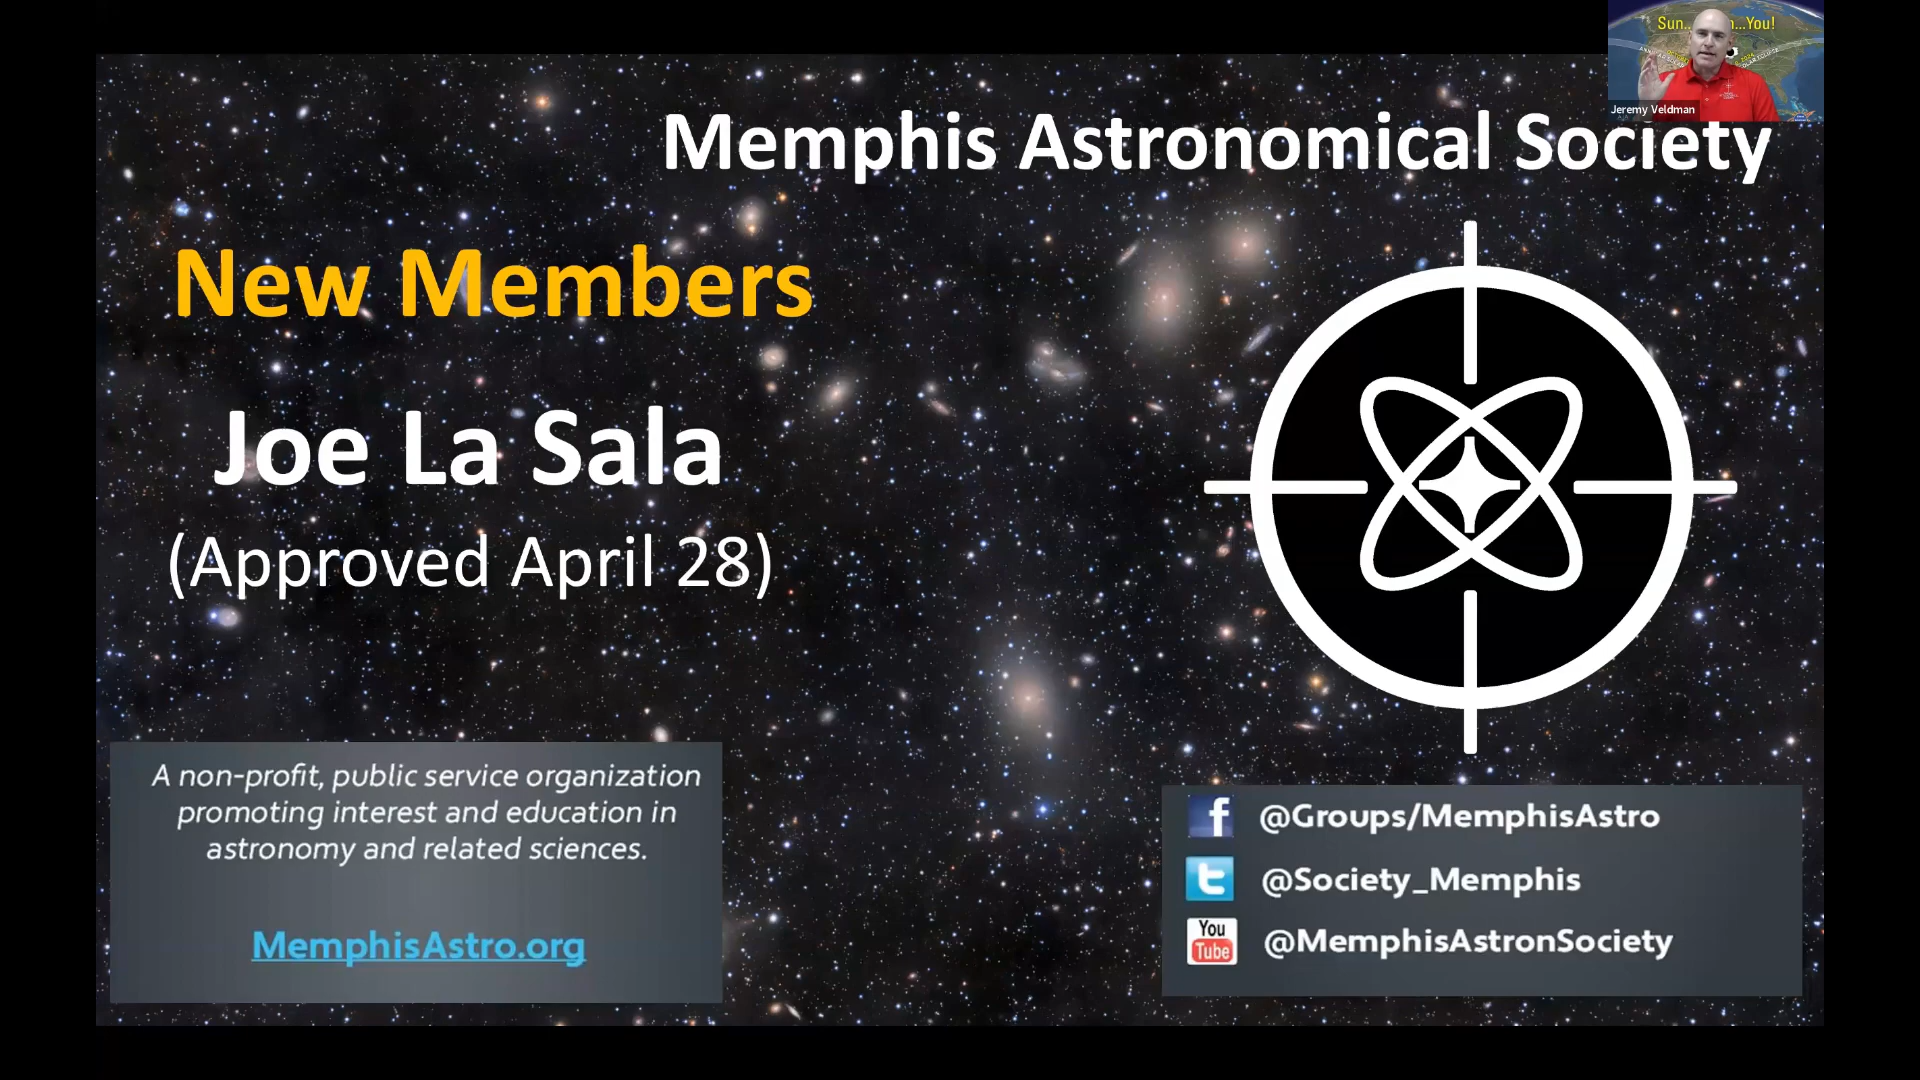 Sun... ...You!
Jeremy Veldman
Memphis Astronomical Society
New Members
Joe La Sala
(Approved April 28)
A non-profit, public service organization
promoting interest and education in
astronomy and related sciences.
MemphisAstro.org
@Groups/MemphisAstro
@Society_Memphis
You
Tube
@MemphisAstronSociety